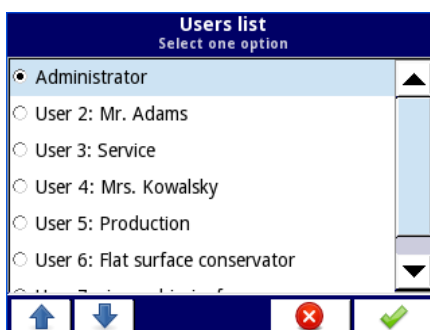 Users list
Select one option
Administrator
User 2: Mr. Adams
User 3: Service
User 4: Mrs. Kowalsky
User 5: Production
User 6: Flat surface conservator